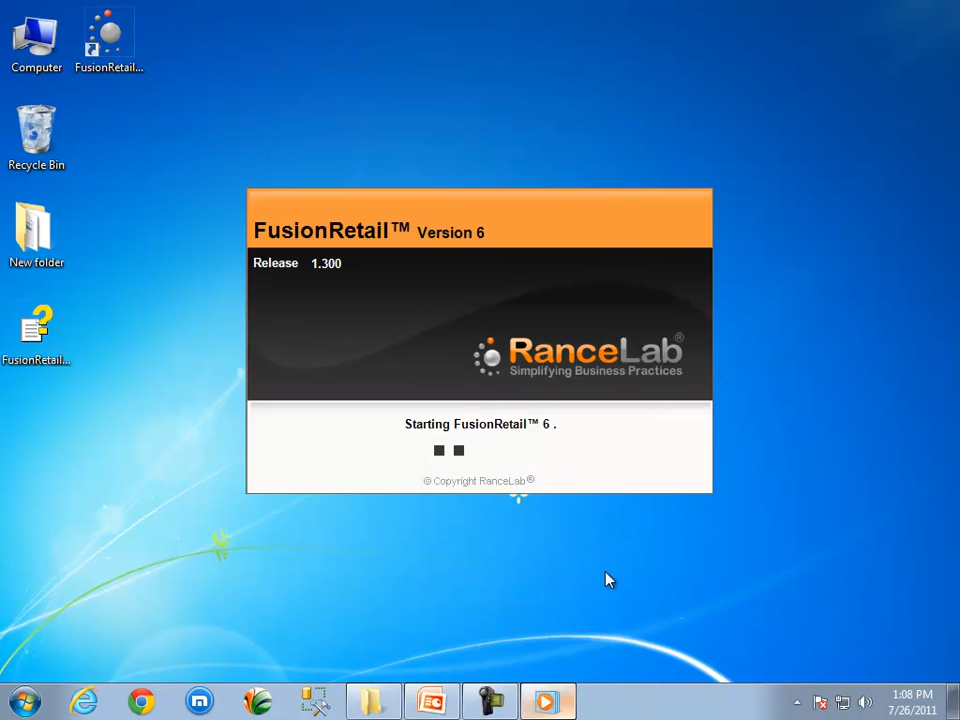 Computer
FusionRetail...
Recycle Bin
New folder
FusionRetail...
FusionRetail™ Version 6
Release 1.300
RanceLab®
Simplifying Business Practices
Starting FusionRetail™ 6 .
© Copyright RanceLab®
1:08 PM
7/26/2011